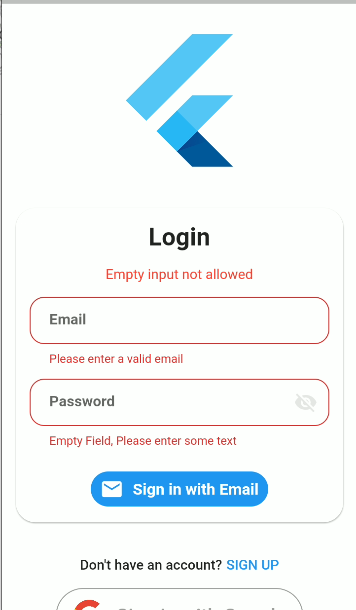 Login
Empty input not allowed
Email
Please enter a valid email
Password
Empty Field, Please enter some text
Sign in with Email
Don't have an account? SIGN UP